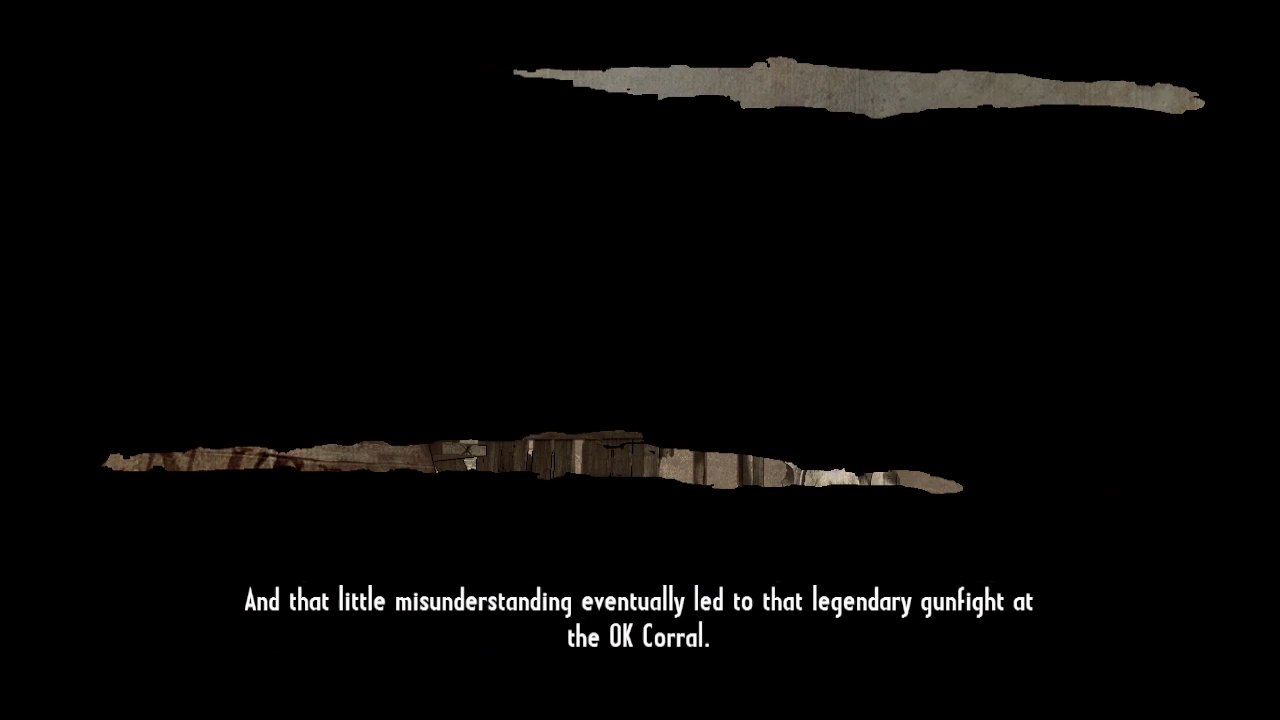 And that little misunderstanding eventually led to that legendary gunfight at
the OK Corral.